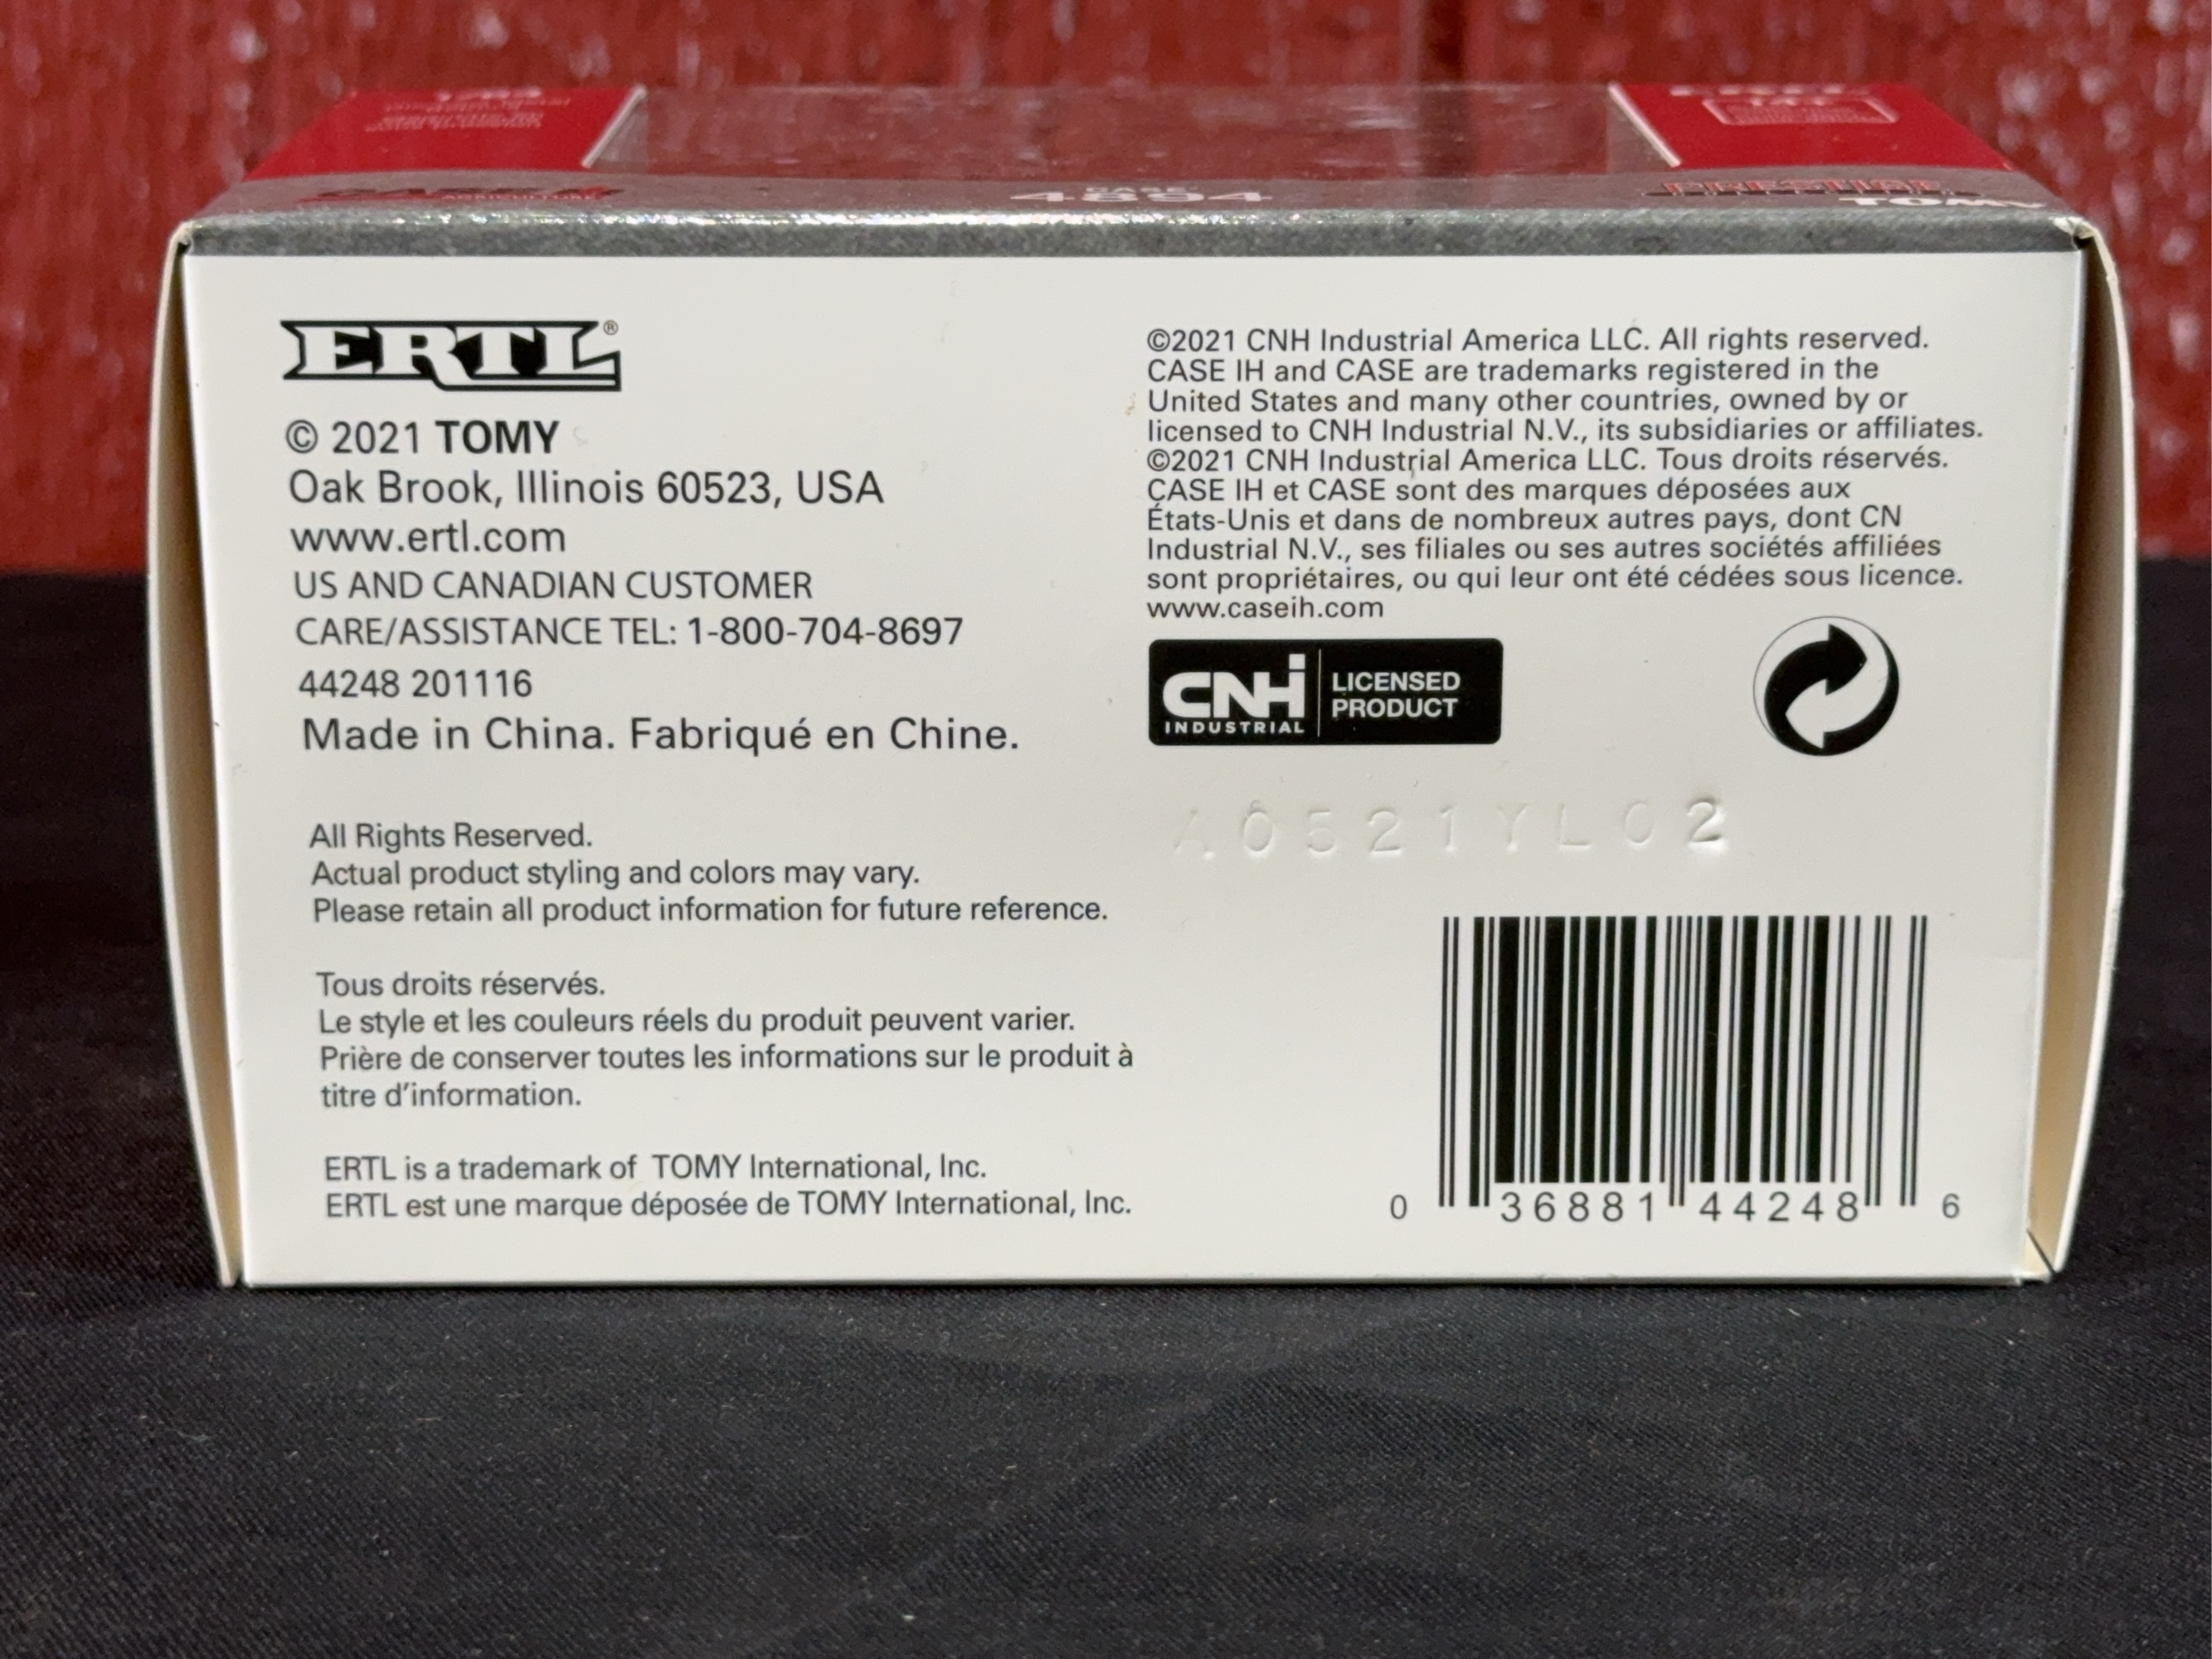 CASE IH
AGRICULTURE
CASE
4894
PRESTIGE
TOMY
14+
ERTL®
© 2021 TOMY
Oak Brook, Illinois 60523, USA
www.ertl.com
US AND CANADIAN CUSTOMER
CARE/ASSISTANCE TEL: 1-800-704-8697
44248 201116
Made in China. Fabriqué en Chine.
All Rights Reserved.
Actual product styling and colors may vary.
Please retain all product information for future reference.
Tous droits réservés.
Le style et les couleurs réels du produit peuvent varier.
Prière de conserver toutes les informations sur le produit à
titre d'information.
ERTL is a trademark of TOMY International, Inc.
ERTL est une marque déposée de TOMY International, Inc.
©2021 CNH Industrial America LLC. All rights reserved.
CASE IH and CASE are trademarks registered in the
United States and many other countries, owned by or
licensed to CNH Industrial N.V., its subsidiaries or affiliates.
©2021 CNH Industrial America LLC. Tous droits réservés.
CASE IH et CASE sont des marques déposées aux
États-Unis et dans de nombreux autres pays, dont CN
Industrial N.V., ses filiales ou ses autres sociétés affiliées
sont propriétaires, ou qui leur ont été cédées sous licence.
www.caseih.com
CNH
INDUSTRIAL
LICENSED
PRODUCT
A0521YL02
0 36881 44248 6